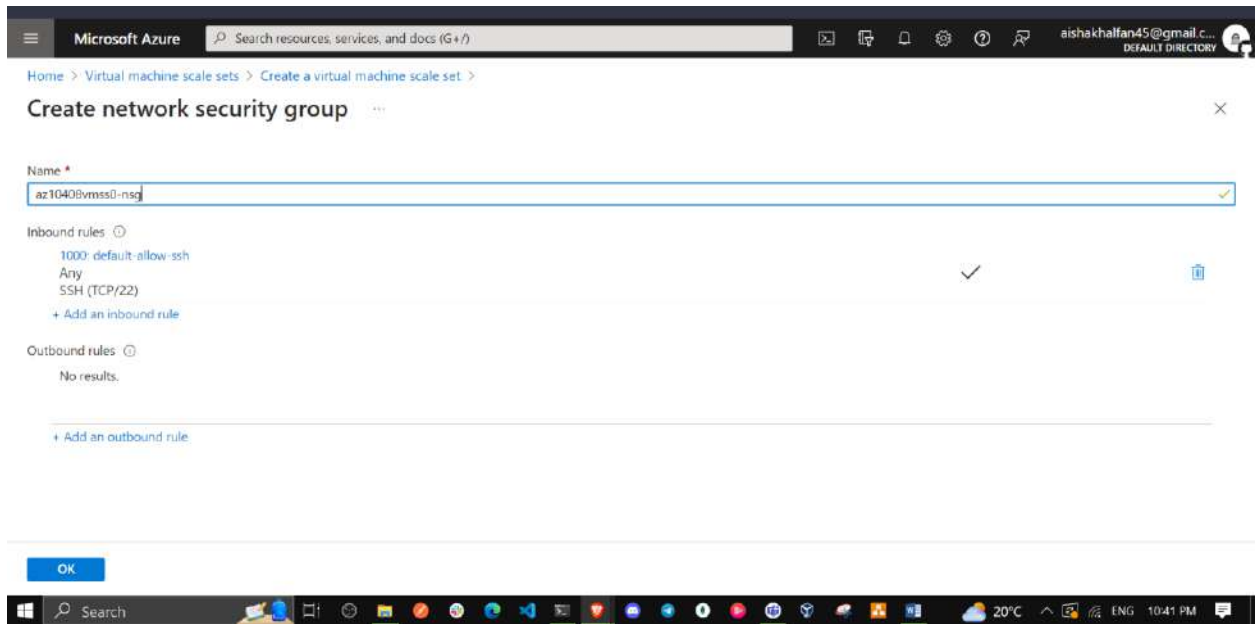 Microsoft Azure
Search resources, services, and docs (G+/)
aishakhalfan45@gmail.c...
DEFAULT DIRECTORY
Home > Virtual machine scale sets > Create a virtual machine scale set >
Create network security group ...
Name *
az10408vmss0-nsg
Inbound rules
1000: default-allow-ssh
Any
SSH (TCP/22)
+ Add an inbound rule
Outbound rules
No results.
+ Add an outbound rule
OK
Search
20°C
ENG
10:41 PM